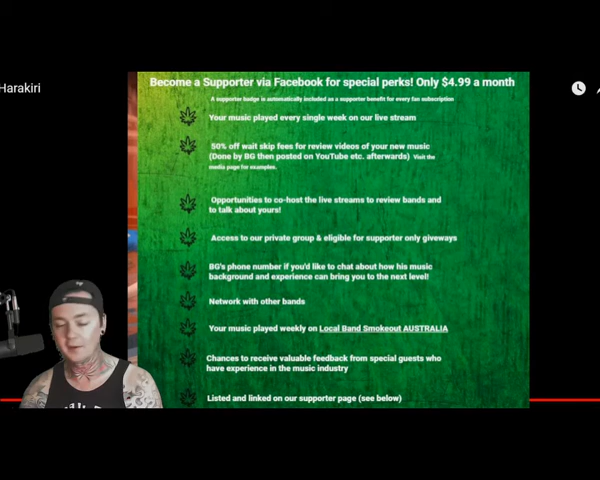 Harakiri
Become a Supporter via Facebook for special perks! Only $4.99 a month
A supporter badge is automatically included as a supporter benefit for every fan subscription
Your music played every single week on our live stream
50% off wait skip fees for review videos of your new music
(Done by BG then posted on YouTube etc. afterwards) Visit the
media page for examples.
Opportunities to co-host the live streams to review bands and
to talk about yours!
Access to our private group & eligible for supporter only giveways
BG's phone number if you'd like to chat about how his music
background and experience can bring you to the next level!
Network with other bands
Your music played weekly on Local Band Smokeout AUSTRALIA
Chances to receive valuable feedback from special guests who
have experience in the music industry
Listed and linked on our supporter page (see below)